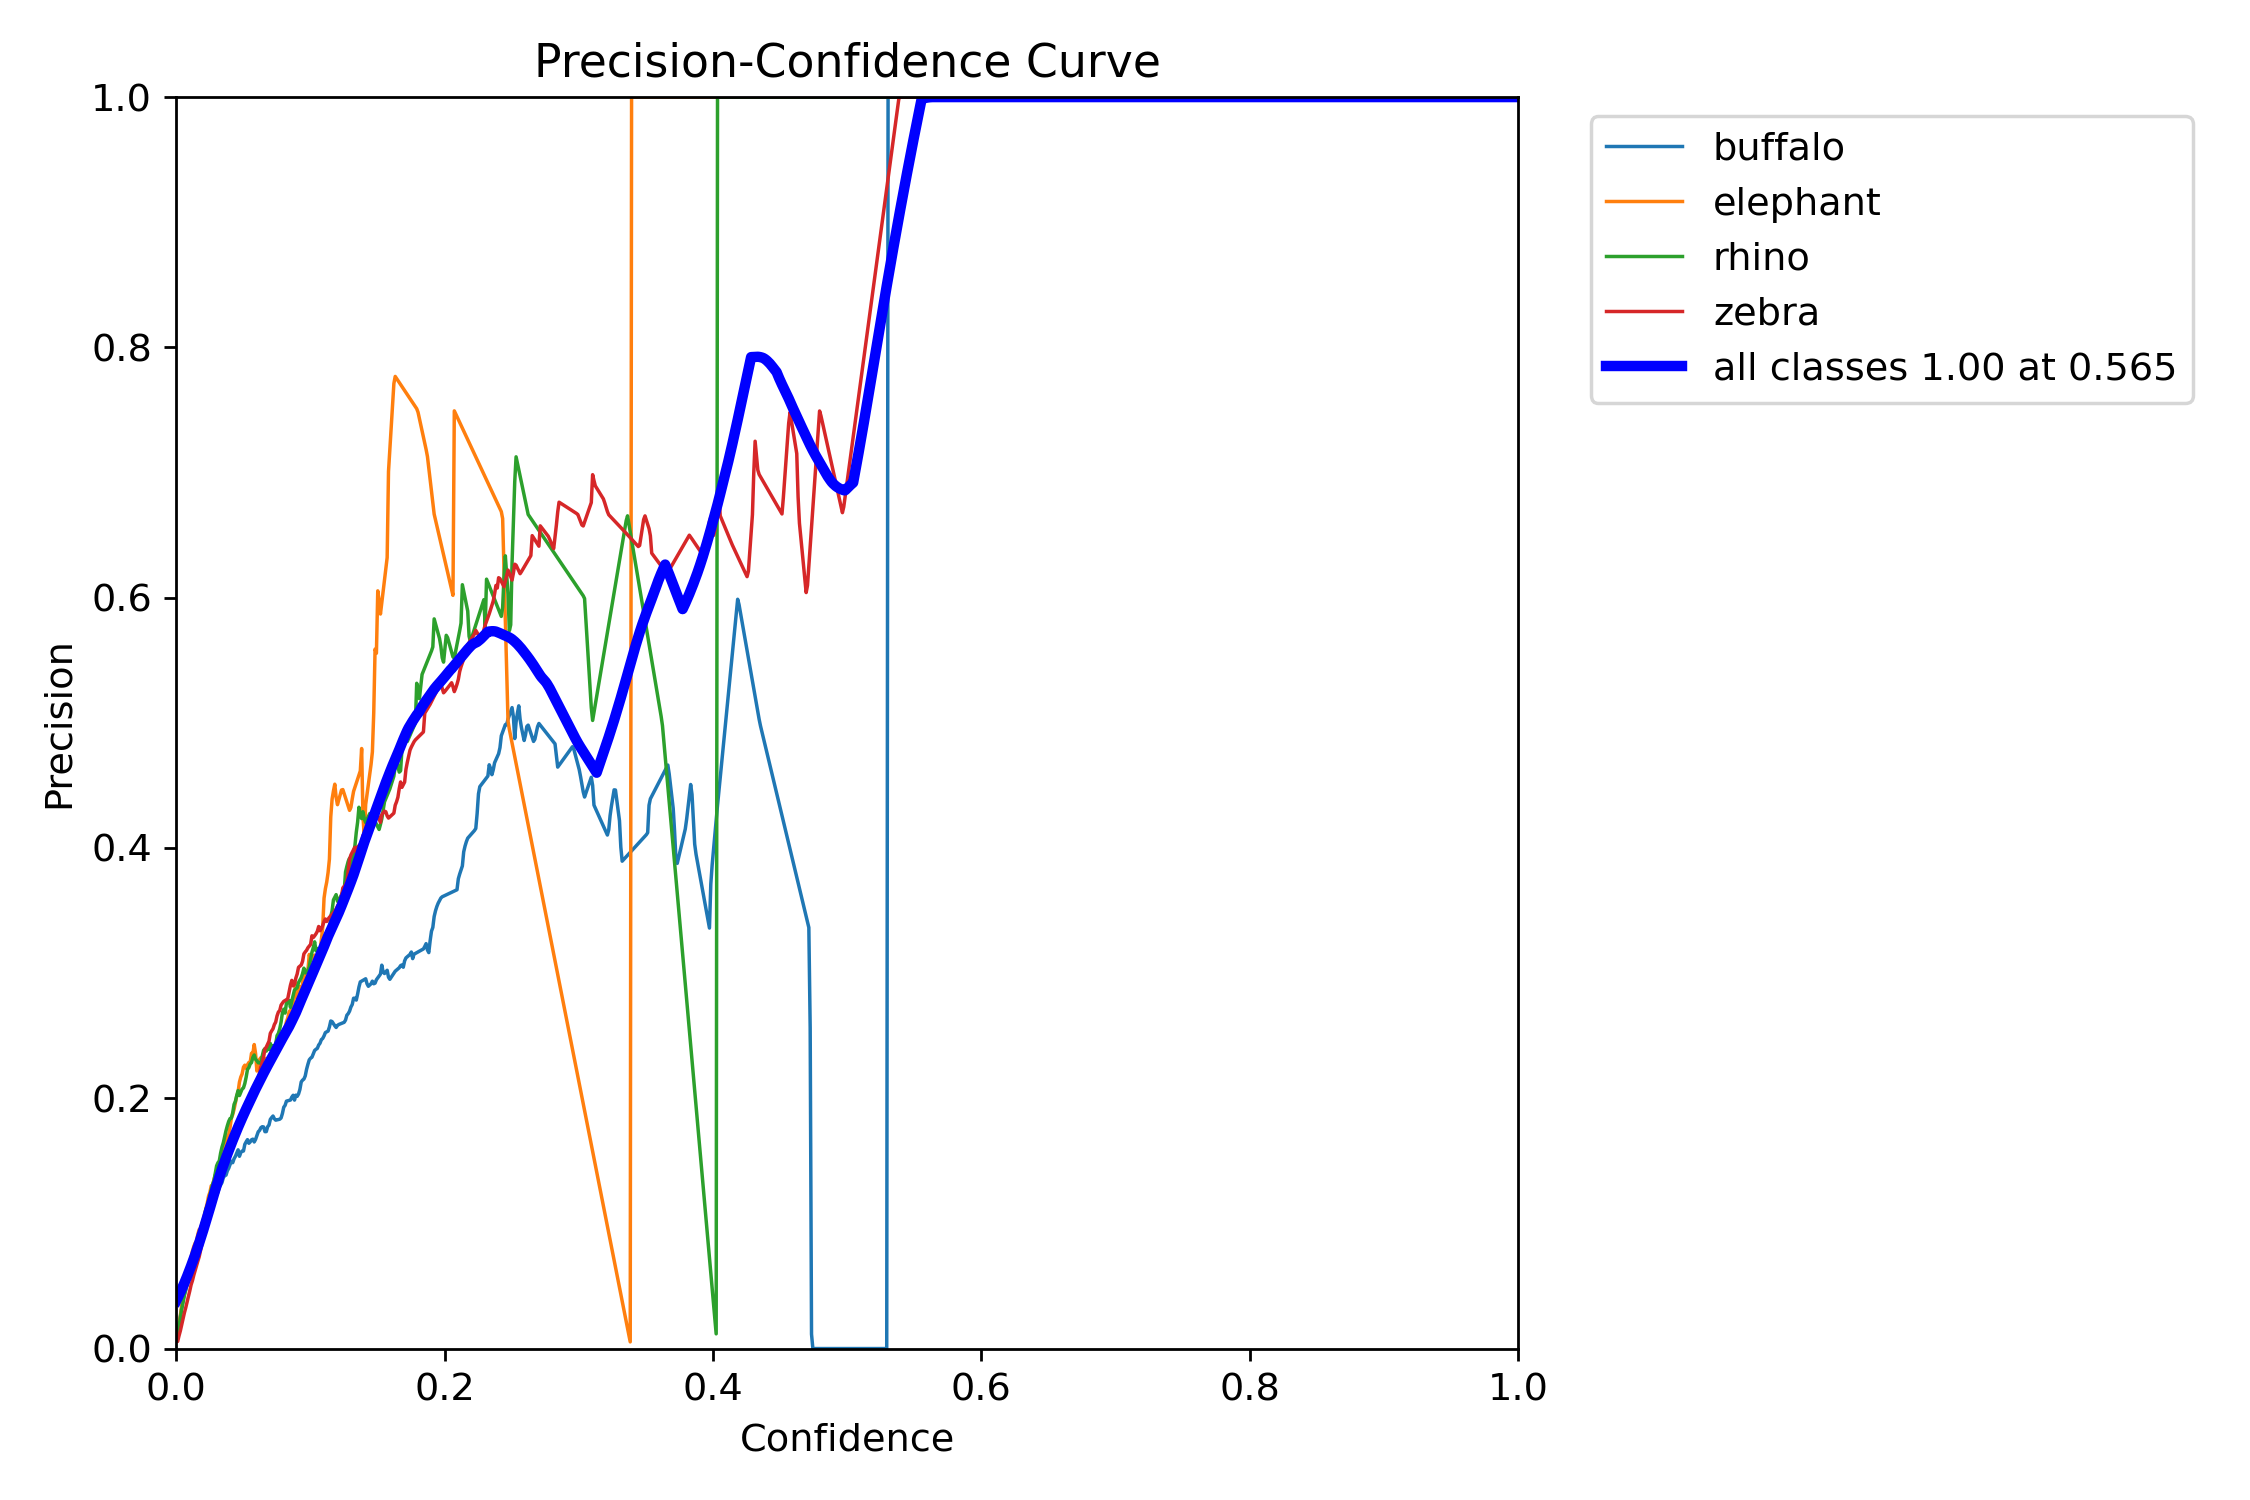 Precision-Confidence Curve
1.0
0.8
0.6
0.4
0.2
0.0
Precision
0.0 0.2 0.4 0.6 0.8 1.0
Confidence
buffalo
elephant
rhino
zebra
all classes 1.00 at 0.565